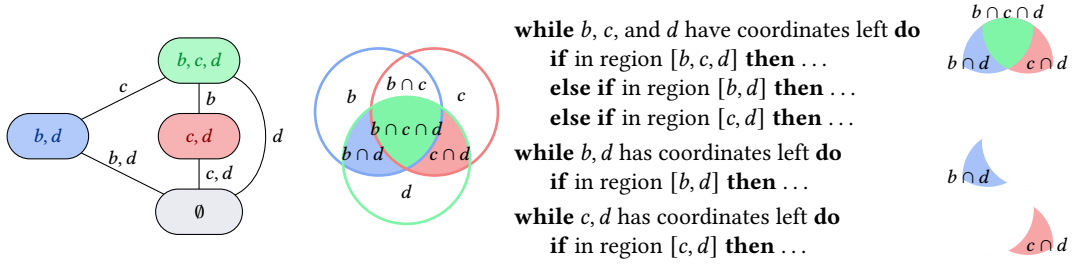 b, c, d
c
b
d
b, d
c, d
b, d
c, d
∅
b
b ∩ c
c
b ∩ c ∩ d
b ∩ d
c ∩ d
d
while b, c, and d have coordinates left do
if in region [b, c, d] then . . .
else if in region [b, d] then . . .
else if in region [c, d] then . . .
while b, d has coordinates left do
if in region [b, d] then . . .
while c, d has coordinates left do
if in region [c, d] then . . .
b ∩ c ∩ d
b ∩ d
c ∩ d
b ∩ d
c ∩ d